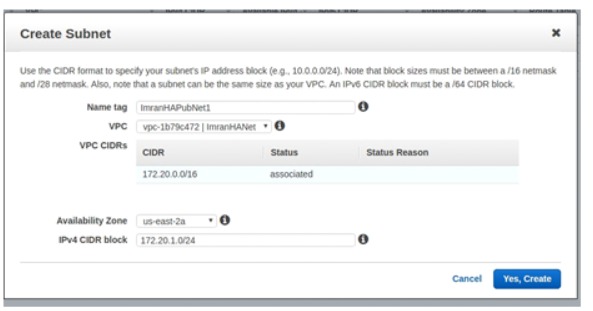 Create Subnet
Use the CIDR format to specify your subnet's IP address block (e.g., 10.0.0.0/24). Note that block sizes must be between a /16 netmask
and /28 netmask. Also, note that a subnet can be the same size as your VPC. An IPv6 CIDR block must be a /64 CIDR block.
Name tag ImranHAPubNet1
VPC vpc-1b79c472 | ImranHANet
VPC CIDRs
CIDR Status Status Reason
172.20.0.0/16 associated
Availability Zone us-east-2a
IPv4 CIDR block 172.20.1.0/24
Cancel Yes, Create